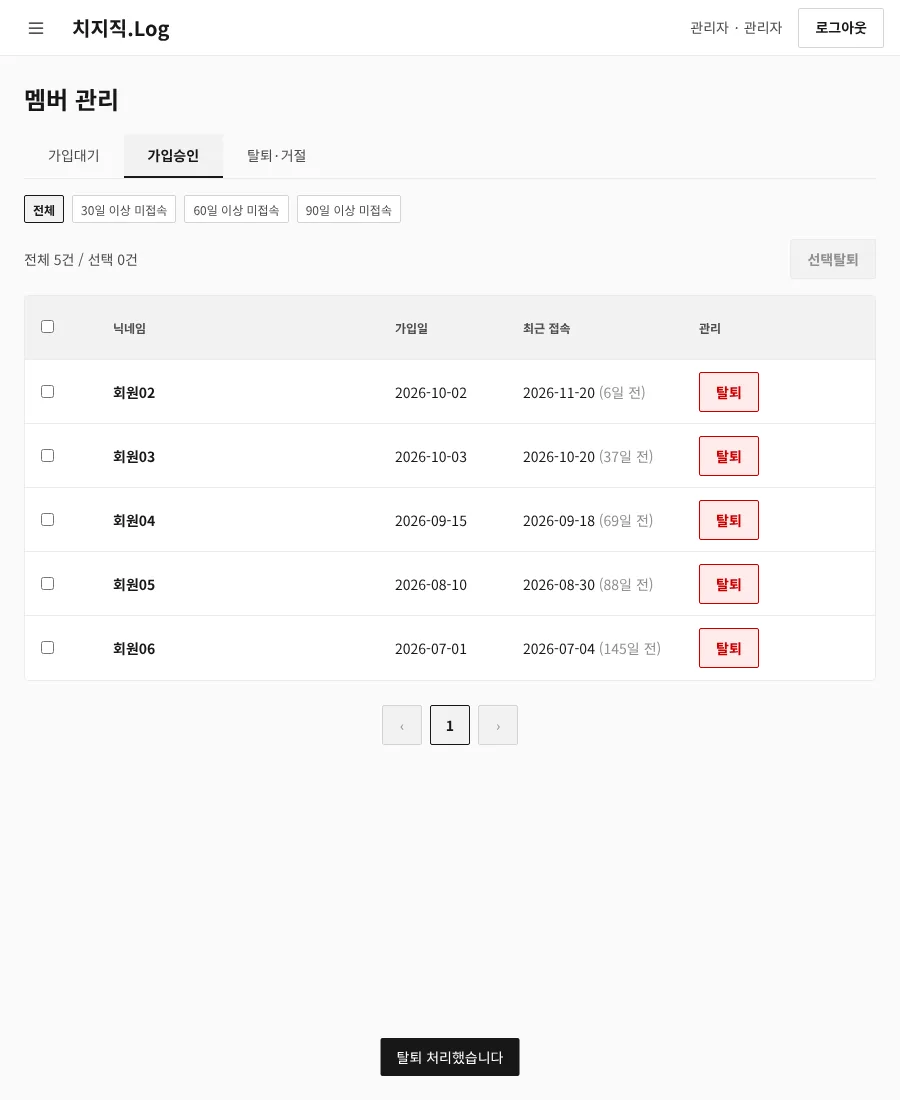 치지직.Log
관리자 · 관리자
로그아웃
멤버 관리
가입대기
가입승인
탈퇴·거절
전체
30일 이상 미접속
60일 이상 미접속
90일 이상 미접속
전체 5건 / 선택 0건
선택탈퇴
닉네임 가입일 최근 접속 관리
회원02 2026-10-02 2026-11-20 (6일 전) 탈퇴
회원03 2026-10-03 2026-10-20 (37일 전) 탈퇴
회원04 2026-09-15 2026-09-18 (69일 전) 탈퇴
회원05 2026-08-10 2026-08-30 (88일 전) 탈퇴
회원06 2026-07-01 2026-07-04 (145일 전) 탈퇴
‹ 1 ›
탈퇴 처리했습니다